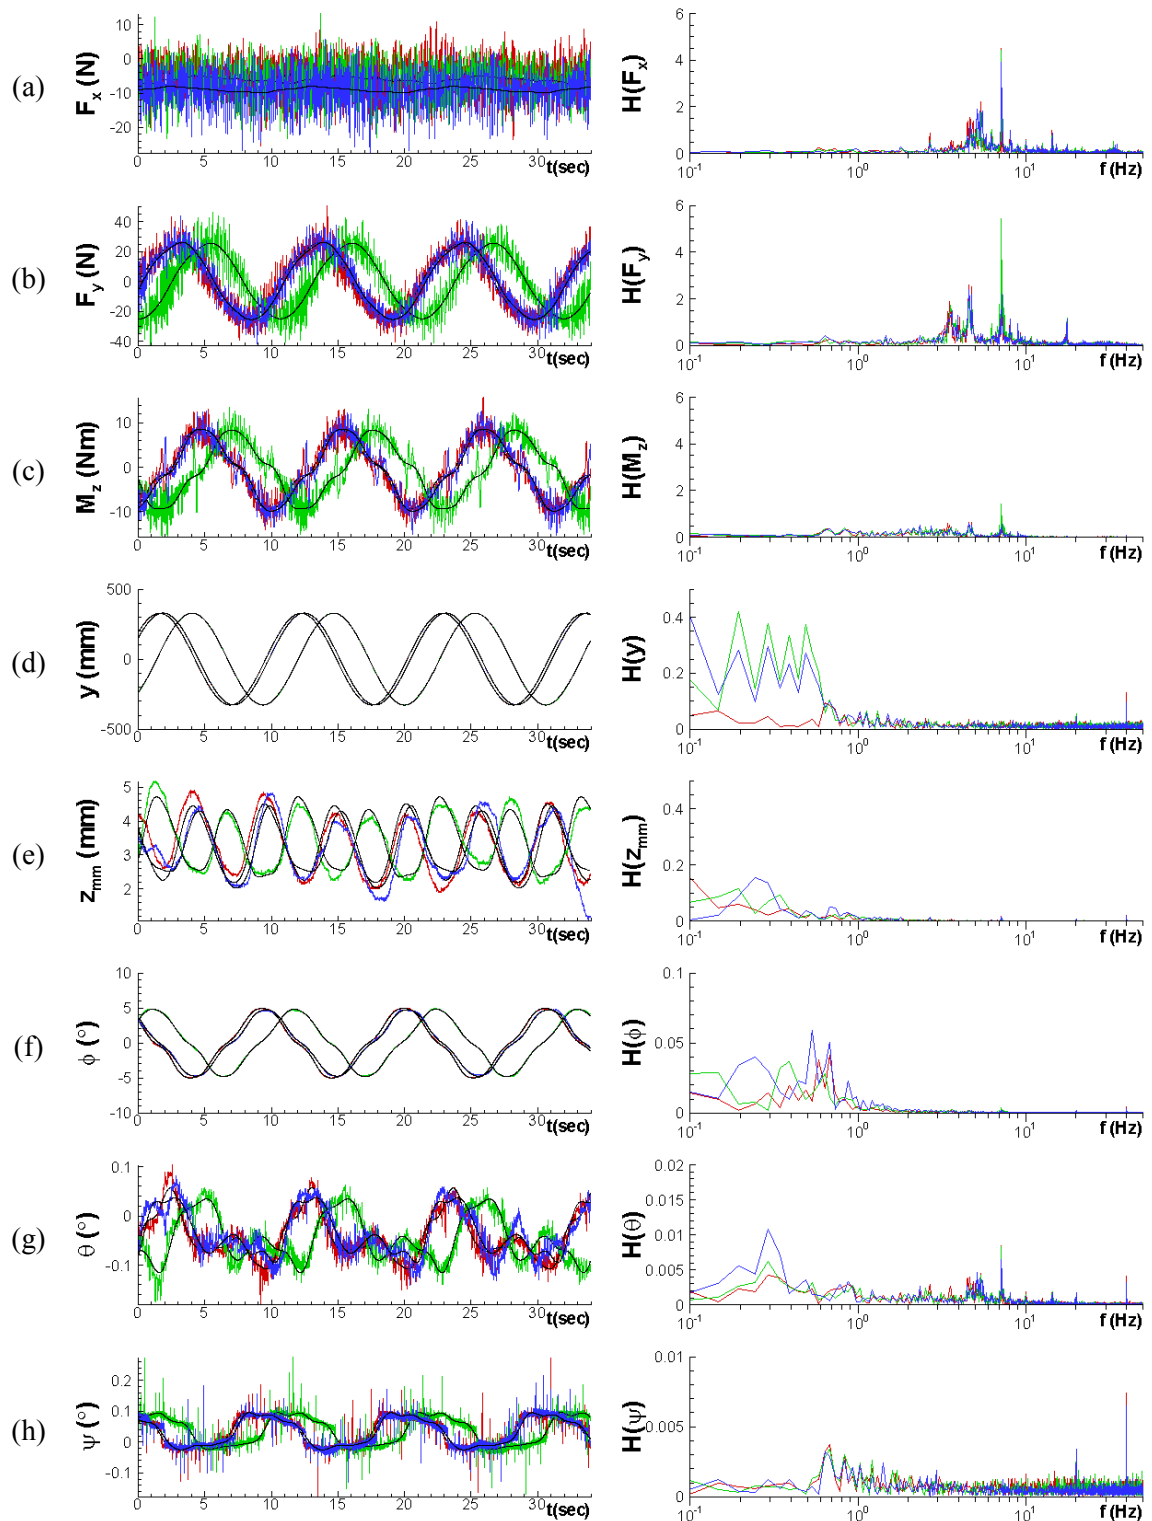 (a)
F_x (N)
10
0
-10
-20
0 5 10 15 20 25 30
t(sec)
H(F_x)
6
4
2
0
10^-1 10^0 10^1 f (Hz)
(b)
F_y (N)
40
20
0
-20
-40
0 5 10 15 20 25 30
t(sec)
H(F_y)
6
4
2
0
10^-1 10^0 10^1 f (Hz)
(c)
M_z (Nm)
10
0
-10
0 5 10 15 20 25 30
t(sec)
H(M_z)
6
4
2
0
10^-1 10^0 10^1 f (Hz)
(d)
y (mm)
500
0
-500
0 5 10 15 20 25 30
t(sec)
H(y)
0.4
0.2
0
10^-1 10^0 10^1 f (Hz)
(e)
z_mm (mm)
5
4
3
2
0 5 10 15 20 25 30
t(sec)
H(z_mm)
0.4
0.2
0
10^-1 10^0 10^1 f (Hz)
(f)
ϕ (°)
10
5
0
-5
-10
0 5 10 15 20 25 30
t(sec)
H(ϕ)
0.1
0.05
0
10^-1 10^0 10^1 f (Hz)
(g)
θ (°)
0.1
0
-0.1
0 5 10 15 20 25 30
t(sec)
H(θ)
0.02
0.015
0.01
0.005
0
10^-1 10^0 10^1 f (Hz)
(h)
ψ (°)
0.2
0.1
0
-0.1
0 5 10 15 20 25 30
t(sec)
H(ψ)
0.01
0.005
0
10^-1 10^0 10^1 f (Hz)